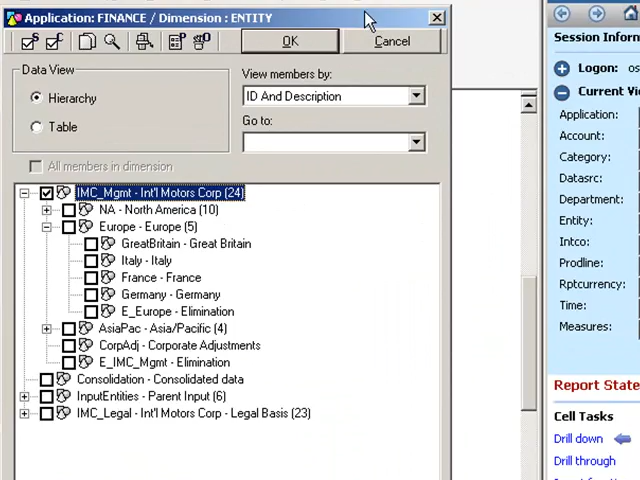 Application: FINANCE / Dimension : ENTITY
OK
Cancel
Data View
Hierarchy
Table
View members by:
ID And Description
Go to:
All members in dimension
IMC_Mgmt - Int'l Motors Corp (24)
NA - North America (10)
Europe - Europe (5)
GreatBritain - Great Britain
Italy - Italy
France - France
Germany - Germany
E_Europe - Elimination
AsiaPac - Asia/Pacific (4)
CorpAdj - Corporate Adjustments
E_IMC_Mgmt - Elimination
Consolidation - Consolidated data
InputEntities - Parent Input (6)
IMC_Legal - Int'l Motors Corp - Legal Basis (23)
Session Inform
Logon: os
Current Vi
Application:
Account:
Category:
Datasrc:
Department:
Entity:
Intco:
Prodline:
Rptcurrency:
Time:
Measures:
Report State
Cell Tasks
Drill down
Drill through